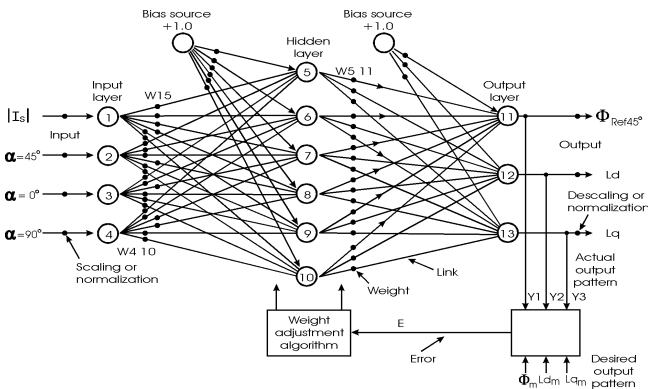 Bias source
+1.0
Bias source
+1.0
Hidden
layer
Input
layer
W15
W5 11
Output
layer
|Is|
Input
α=45°
α = 0°
α=90°
1
2
3
4
5
6
7
8
9
10
11
12
13
Φ Ref45°
Output
Ld
Descaling or
normalization
Lq
W4 10
Scaling or
normalization
Link
Weight
Actual
output
pattern
Y1 Y2 Y3
Weight
adjustment
algorithm
E
Error
Φm Ldm Lqm
Desired
output
pattern